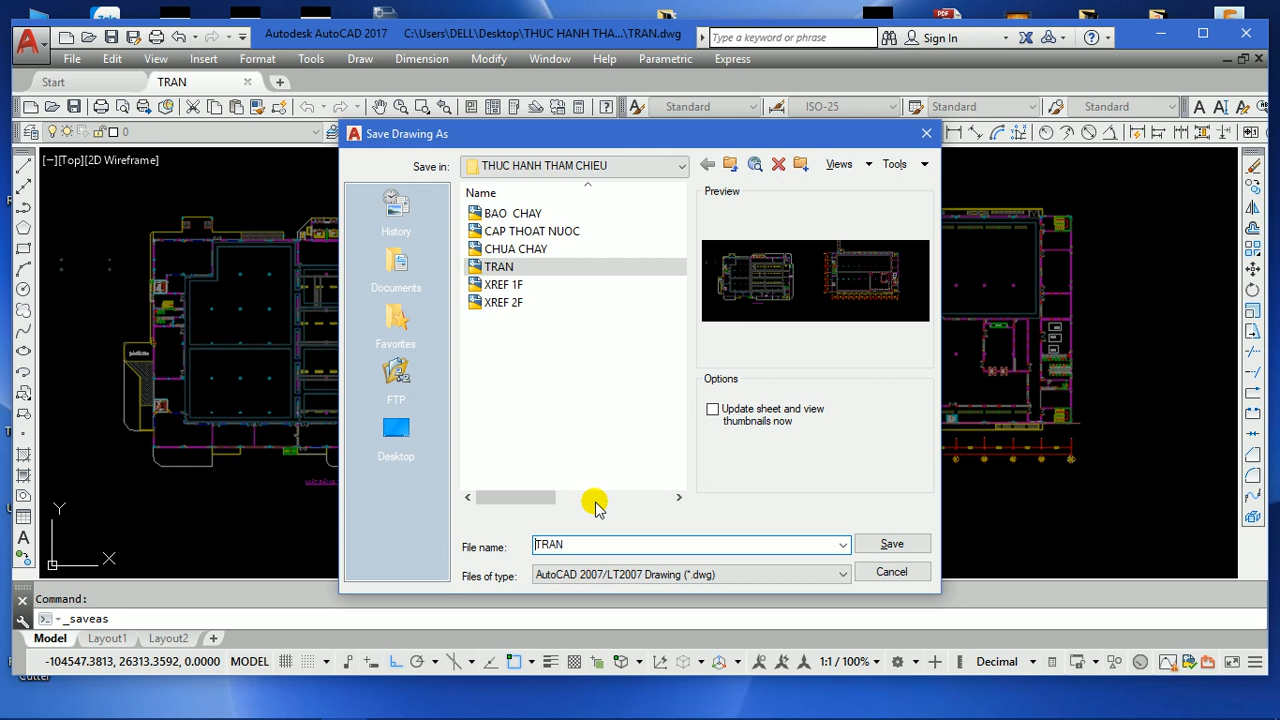 Autodesk AutoCAD 2017 C:\Users\DELL\Desktop\THUC HANH THA...\TRAN.dwg
Type a keyword or phrase
Sign In
File Edit View Insert Format Tools Draw Dimension Modify Window Help Parametric Express
Start TRAN
Standard ISO-25 Standard Standard
0
[−][Top][2D Wireframe]
Save Drawing As
Save in: THUC HANH THAM CHIEU
Views Tools
Name
Preview
BAO CHAY
CAP THOAT NUOC
CHUA CHAY
TRAN
XREF 1F
XREF 2F
History
Documents
Favorites
FTP
Desktop
Options
Update sheet and view
thumbnails now
File name: TRAN
Save
Files of type: AutoCAD 2007/LT2007 Drawing (*.dwg)
Cancel
Y
X
Command:
_saveas
Model Layout1 Layout2
-104547.3813, 26313.3592, 0.0000 MODEL 1:1 / 100% Decimal
Cutter